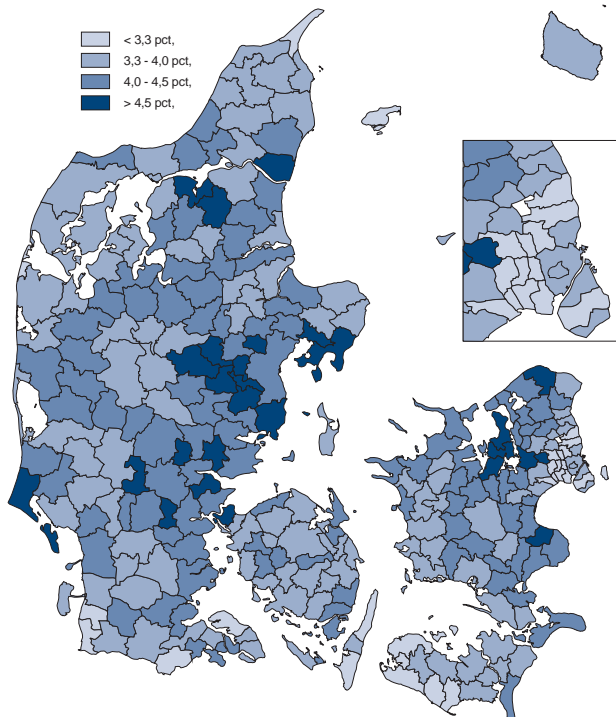 < 3,3 pct,
3,3 - 4,0 pct,
4,0 - 4,5 pct,
> 4,5 pct,